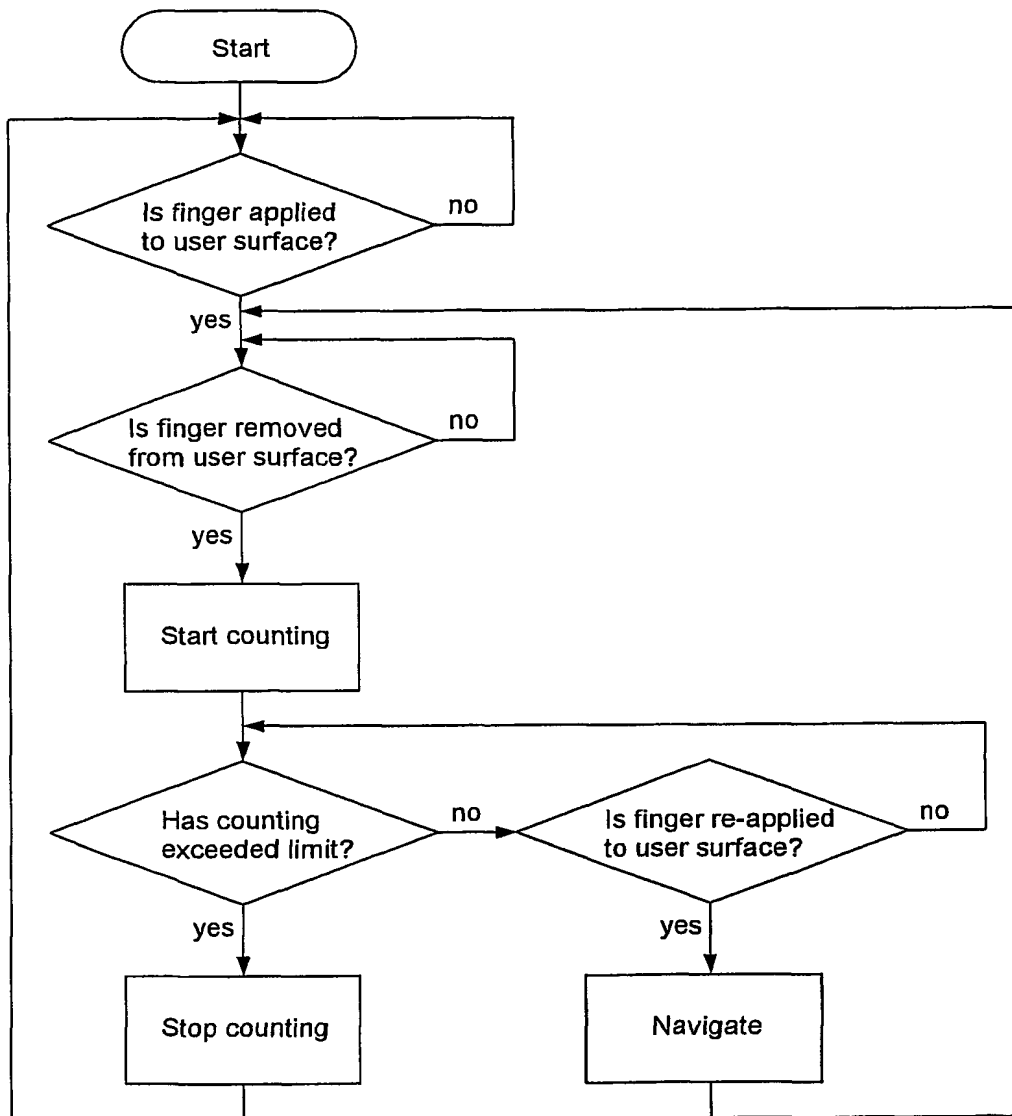 Start
Is finger applied
to user surface?
no
yes
Is finger removed
from user surface?
no
yes
Start counting
Has counting
exceeded limit?
no
Is finger re-applied
to user surface?
no
yes
yes
Stop counting
Navigate